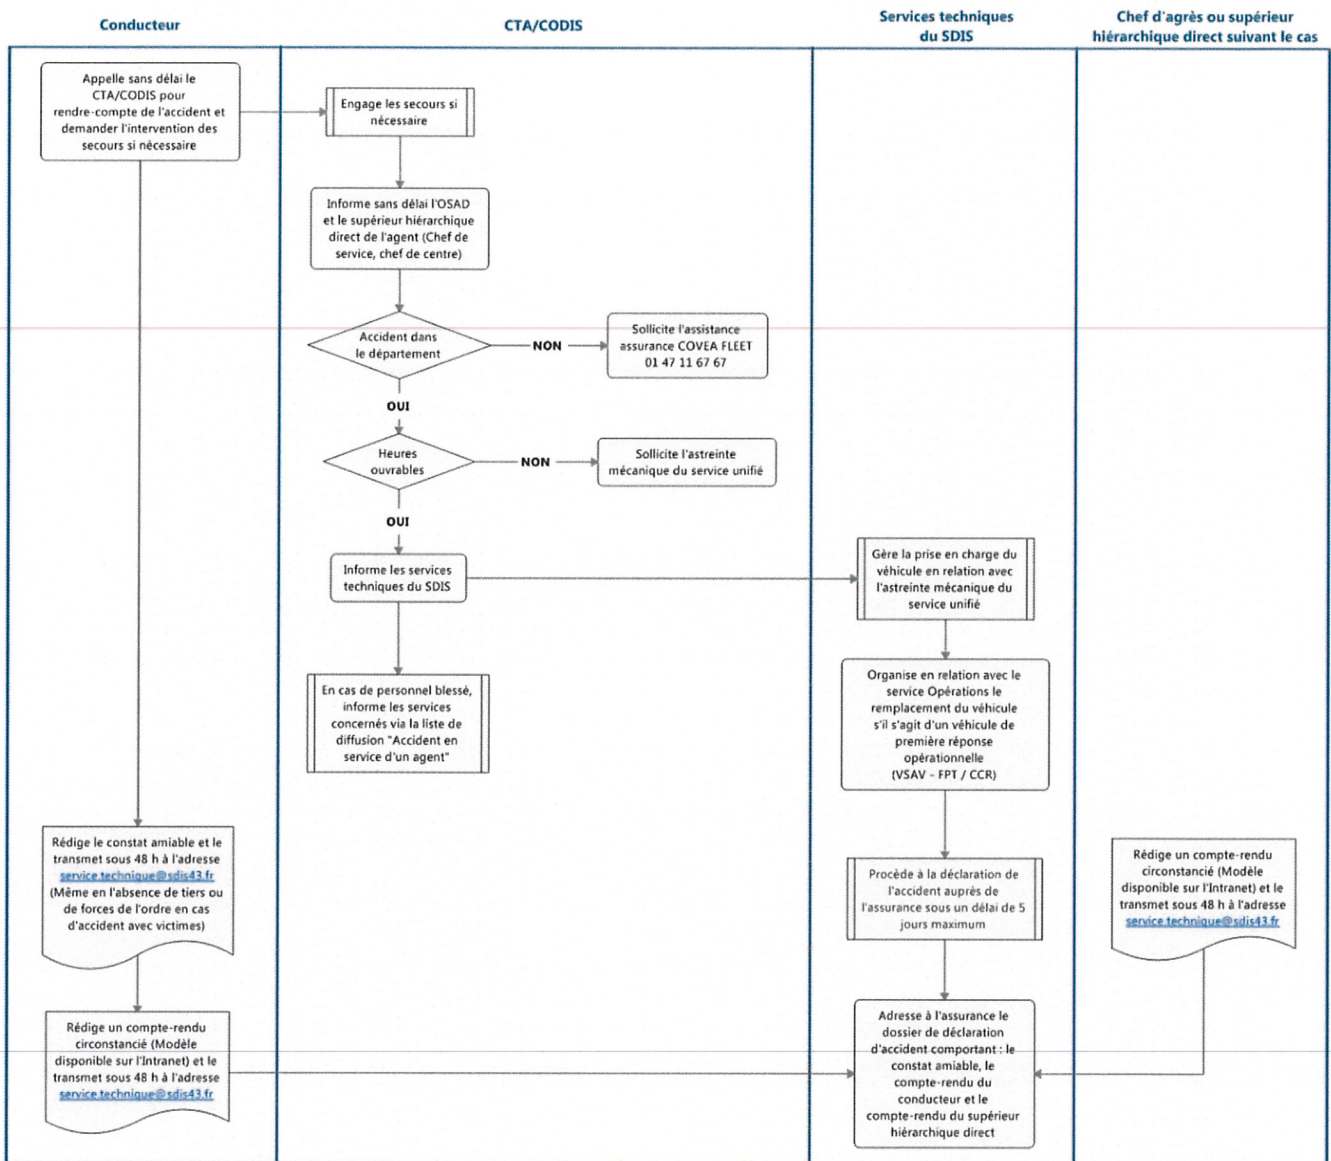 Conducteur
CTA/CODIS
Services techniques
du SDIS
Chef d'agrès ou supérieur
hiérarchique direct suivant le cas
Appelle sans délai le
CTA/CODIS pour
rendre-compte de l'accident et
demander l'intervention des
secours si nécessaire
Engage les secours si
nécessaire
Informe sans délai l'OSAD
et le supérieur hiérarchique
direct de l'agent (Chef de
service, chef de centre)
Accident dans
le département
NON
Sollicite l'assistance
assurance COVEA FLEET
01 47 11 67 67
OUI
Heures
ouvrables
NON
Sollicite l'astreinte
mécanique du service unifié
OUI
Informe les services
techniques du SDIS
Gère la prise en charge du
véhicule en relation avec
l'astreinte mécanique du
service unifié
En cas de personnel blessé,
informe les services
concernés via la liste de
diffusion "Accident en
service d'un agent"
Organise en relation avec le
service Opérations le
remplacement du véhicule
s'il s'agit d'un véhicule de
première réponse
opérationnelle
(VSAV - FPT / CCR)
Rédige le constat amiable et le
transmet sous 48 h à l'adresse
service.technique@sdis43.fr
(Même en l'absence de tiers ou
de forces de l'ordre en cas
d'accident avec victimes)
Procède à la déclaration de
l'accident auprès de
l'assurance sous un délai de 5
jours maximum
Rédige un compte-rendu
circonstancié (Modèle
disponible sur l'Intranet) et le
transmet sous 48 h à l'adresse
service.technique@sdis43.fr
Rédige un compte-rendu
circonstancié (Modèle
disponible sur l'Intranet) et le
transmet sous 48 h à l'adresse
service.technique@sdis43.fr
Adresse à l'assurance le
dossier de déclaration
d'accident comportant : le
constat amiable, le
compte-rendu du
conducteur et le
compte-rendu du supérieur
hiérarchique direct